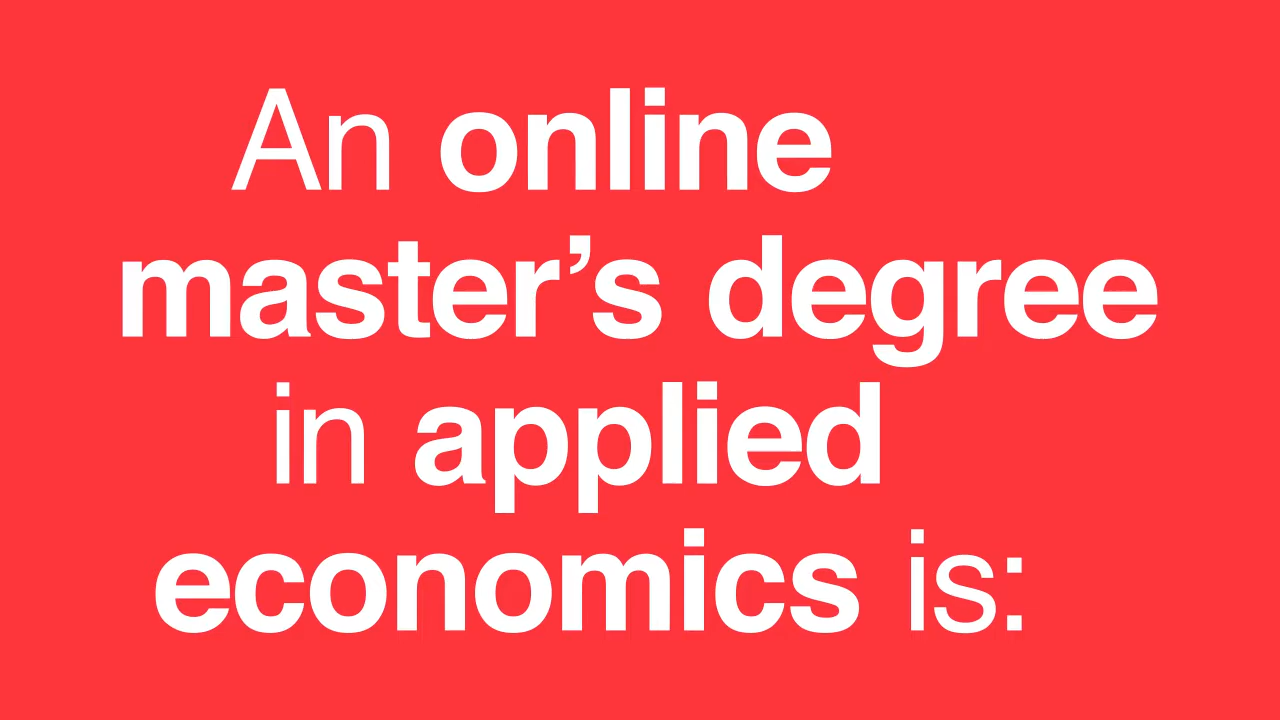 An online
master’s degree
in applied
economics is: